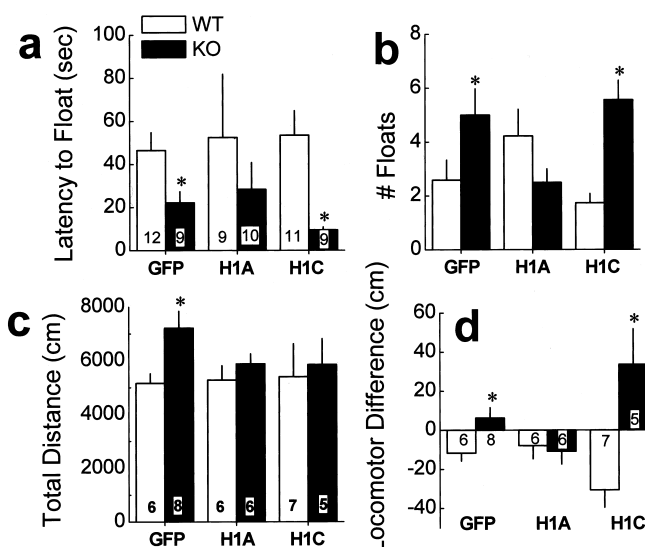 a
WT
KO
Latency to Float (sec)
100
80
60
40
20
0
*
*
12
9
9
10
11
9
GFP
H1A
H1C
b
# Floats
8
6
4
2
0
*
*
GFP
H1A
H1C
c
Total Distance (cm)
8000
6000
4000
2000
0
*
6
8
6
6
7
5
GFP
H1A
H1C
d
Locomotor Difference (cm)
60
40
20
0
-20
-40
*
*
6
8
6
6
7
5
GFP
H1A
H1C